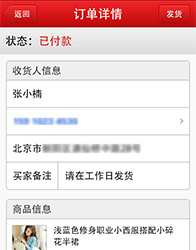 返回 订单详情 发货
状态：已付款
收货人信息
张小楠
北京市
买家备注 请在工作日发货
商品信息
浅蓝色修身职业小西服搭配小碎
花半裙